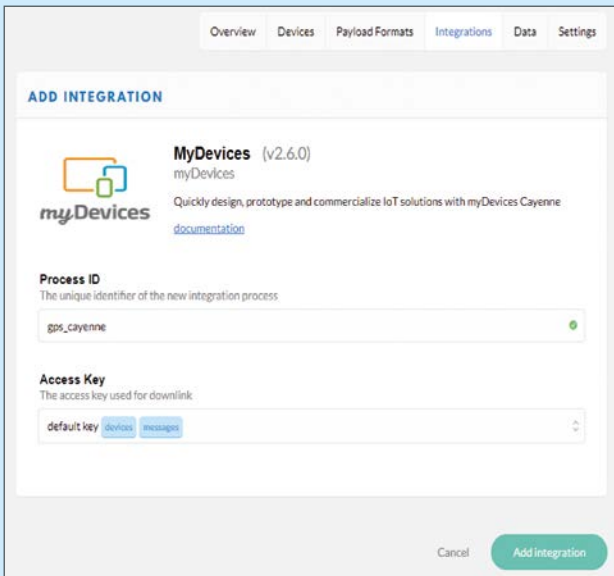 Overview Devices Payload Formats Integrations Data Settings
ADD INTEGRATION
myDevices
MyDevices (v2.6.0)
myDevices
Quickly design, prototype and commercialize IoT solutions with myDevices Cayenne
documentation
Process ID
The unique identifier of the new integration process
gps_cayenne
Access Key
The access key used for downlink
default key devices messages
Cancel Add integration